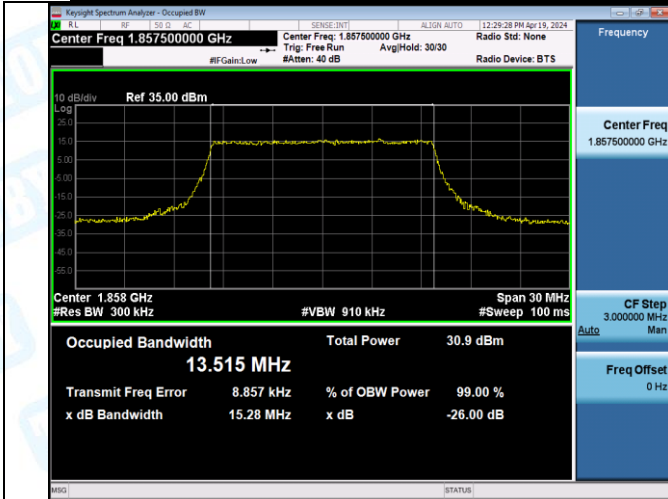 Keysight Spectrum Analyzer - Occupied BW
RL RF 50 Ω AC SENSE:INT ALIGN AUTO 12:29:28 PM Apr 19, 2024
Center Freq 1.857500000 GHz
Center Freq: 1.857500000 GHz Radio Std: None
Trig: Free Run Avg|Hold: 30/30
#IFGain:Low #Atten: 40 dB Radio Device: BTS
10 dB/div Ref 35.00 dBm
Log
25.0
15.0
5.00
-5.00
-15.0
-25.0
-35.0
-45.0
-55.0
Center 1.858 GHz Span 30 MHz
#Res BW 300 kHz #VBW 910 kHz #Sweep 100 ms
Occupied Bandwidth Total Power 30.9 dBm
13.515 MHz
Transmit Freq Error 8.857 kHz % of OBW Power 99.00 %
x dB Bandwidth 15.28 MHz x dB -26.00 dB
MSG STATUS
Frequency
Center Freq
1.857500000 GHz
CF Step
3.000000 MHz
Auto Man
Freq Offset
0 Hz